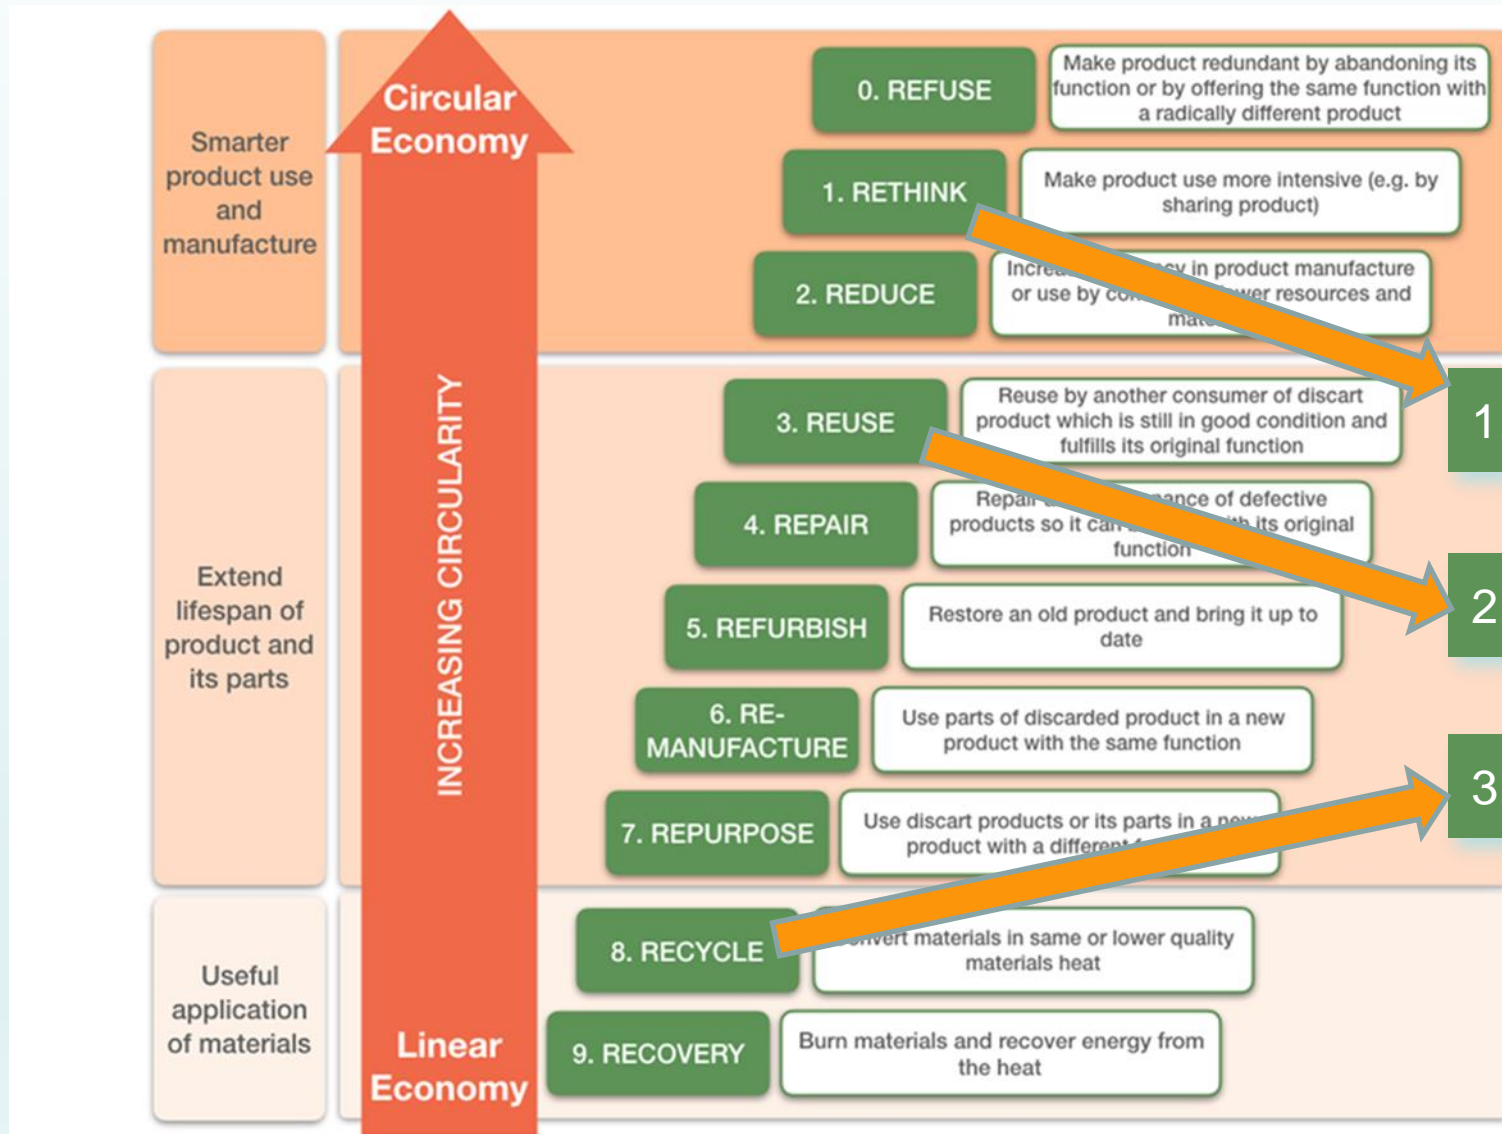 Smarter
product use
and
manufacture
Circular
Economy
0. REFUSE
Make product redundant by abandoning its
function or by offering the same function with
a radically different product
1. RETHINK
Make product use more intensive (e.g. by
sharing product)
2. REDUCE
in product manufacture
or use by resources and
Extend
lifespan of
product and
its parts
INCREASING CIRCULARITY
3. REUSE
Reuse by another consumer of discart
product which is still in good condition and
fulfills its original function
4. REPAIR
Repair of defective
products so it can its original
function
5. REFURBISH
Restore an old product and bring it up to
date
6. RE-
MANUFACTURE
Use parts of discarded product in a new
product with the same function
7. REPURPOSE
Use discart products or its parts in a new
product with a different
Useful
application
of materials
Linear
Economy
8. RECYCLE
materials in same or lower quality
materials heat
9. RECOVERY
Burn materials and recover energy from
the heat
1
2
3